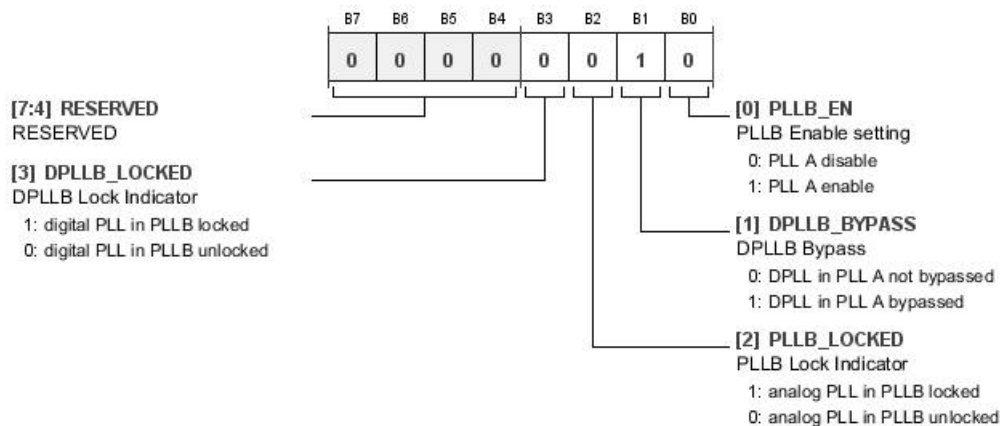 B7 B6 B5 B4 B3 B2 B1 B0
0 0 0 0 0 0 1 0
[7:4] RESERVED
RESERVED
[3] DPLLB_LOCKED
DPLLB Lock Indicator
1: digital PLL in PLLB locked
0: digital PLL in PLLB unlocked
[0] PLLB_EN
PLLB Enable setting
0: PLL A disable
1: PLL A enable
[1] DPLLB_BYPASS
DPLLB Bypass
0: DPLL in PLL A not bypassed
1: DPLL in PLL A bypassed
[2] PLLB_LOCKED
PLLB Lock Indicator
1: analog PLL in PLLB locked
0: analog PLL in PLLB unlocked